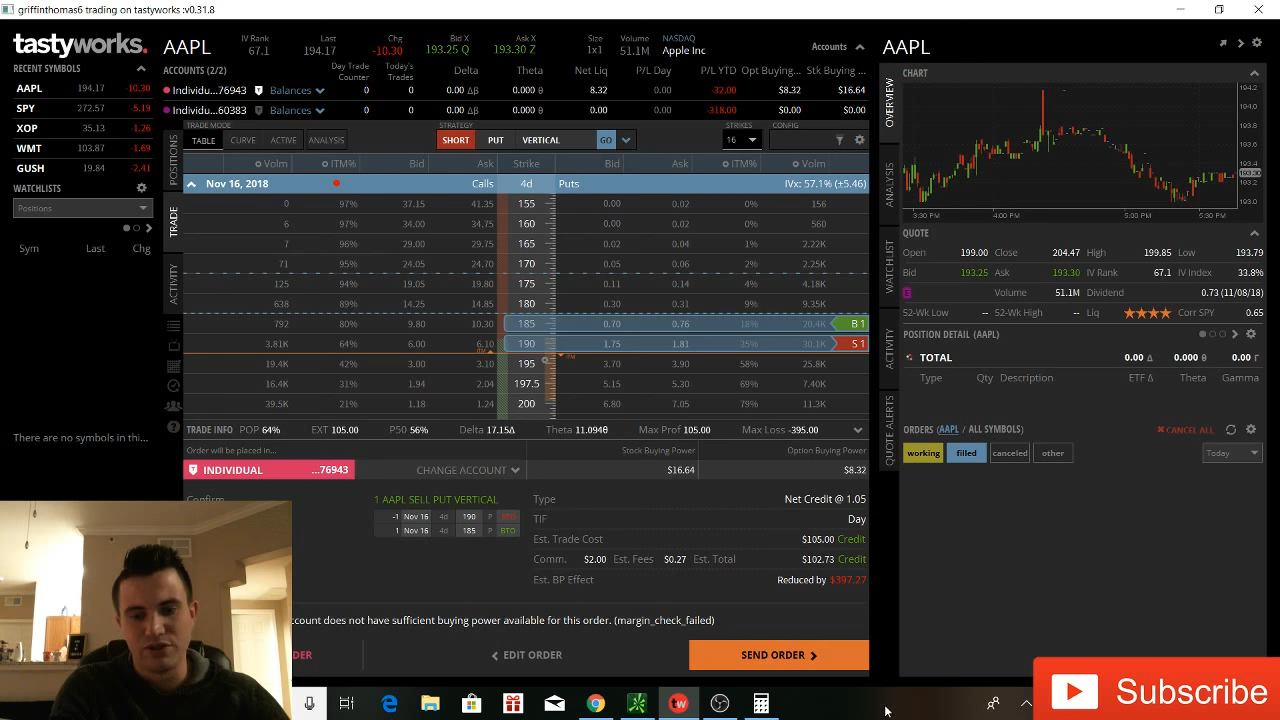 griffinthomas6 trading on tastyworks :v0.31.8
tastyworks.
RECENT SYMBOLS
AAPL 194.17 -10.30
SPY 272.57 -5.19
XOP 35.13 -1.26
WMT 103.87 -1.69
GUSH 19.84 -2.41
WATCHLISTS
Positions
Sym Last Chg
There are no symbols in thi...
AAPL
IV Rank Last Chg Bid X Ask X Size Volume NASDAQ
67.1 194.17 -10.30 193.25 Q 193.30 Z 1x1 51.1M Apple Inc
Accounts
ACCOUNTS (2/2) Day Trade Counter Today's Trades Delta Theta Net Liq P/L Day P/L YTD Opt Buying... Stk Buying ...
Individu...76943 Balances 0 0 0.00 Δβ 0.000 θ 8.32 0.00 -32.00 $8.32 $16.64
Individu...60383 Balances 0 0 0.00 Δβ 0.000 θ 0.00 0.00 -318.00 $0.00 $0.00
TRADE MODE STRATEGY STRIKES CONFIG
TABLE CURVE ACTIVE ANALYSIS SHORT PUT VERTICAL GO 16
POSITIONS
TRADE
ACTIVITY
Volm ITM% Bid Ask Strike Bid Ask ITM% Volm
Nov 16, 2018 Calls 4d Puts IVx: 57.1% (±5.46)
0 97% 37.15 41.35 155 0.00 0.02 0% 156
6 97% 34.00 34.75 160 0.00 0.02 0% 560
7 96% 29.00 29.75 165 0.02 0.04 1% 2.22K
71 95% 24.05 24.70 170 0.05 0.06 2% 2.25K
125 94% 19.05 19.80 175 0.11 0.14 4% 4.18K
638 89% 14.25 14.85 180 0.30 0.31 9% 9.35K
792 80% 9.80 10.30 185 0.70 0.76 18% 20.4K B 1
3.81K 64% 6.00 6.10 190 1.75 1.81 35% 30.1K S 1
19.4K 42% 3.00 3.10 195 3.70 3.90 58% 25.8K
16.4K 31% 1.94 2.04 197.5 5.15 5.30 69% 7.40K
39.5K 21% 1.18 1.24 200 6.80 7.05 79% 11.3K
TRADE INFO POP 64% EXT 105.00 P50 56% Delta 17.15Δ Theta 11.094θ Max Prof 105.00 Max Loss -395.00
Order will be placed in... Stock Buying Power Option Buying Power
INDIVIDUAL ...76943 CHANGE ACCOUNT $16.64 $8.32
Confirm
1 AAPL SELL PUT VERTICAL
-1 Nov 16 4d 190 P STO
1 Nov 16 4d 185 P BTO
Type Net Credit @ 1.05
TIF Day
Est. Trade Cost $105.00 Credit
Comm. $2.00 Est. Fees $0.27 Est. Total $102.73 Credit
Est. BP Effect Reduced by $397.27
count does not have sufficient buying power available for this order. (margin_check_failed)
DER EDIT ORDER SEND ORDER
AAPL
OVERVIEW
ANALYSIS
WATCHLIST
ACTIVITY
QUOTE ALERTS
CHART
194.2
193.8
193.6
193.4
193.2
193.0
3:30 PM 4:00 PM 5:00 PM 5:30 PM
QUOTE
Open 199.00 Close 204.47 High 199.85 Low 193.79
Bid 193.25 Ask 193.30 IV Rank 67.1 IV Index 33.8%
E Volume 51.1M Dividend 0.73 (11/08/18)
52-Wk Low -- 52-Wk High -- Liq Corr SPY 0.65
POSITION DETAIL (AAPL)
TOTAL 0.00 Δ 0.000 θ 0.00 Γ
Type Qty Description ETF Δ Theta Gamma
ORDERS (AAPL / ALL SYMBOLS) CANCEL ALL
working filled canceled other Today
Subscribe